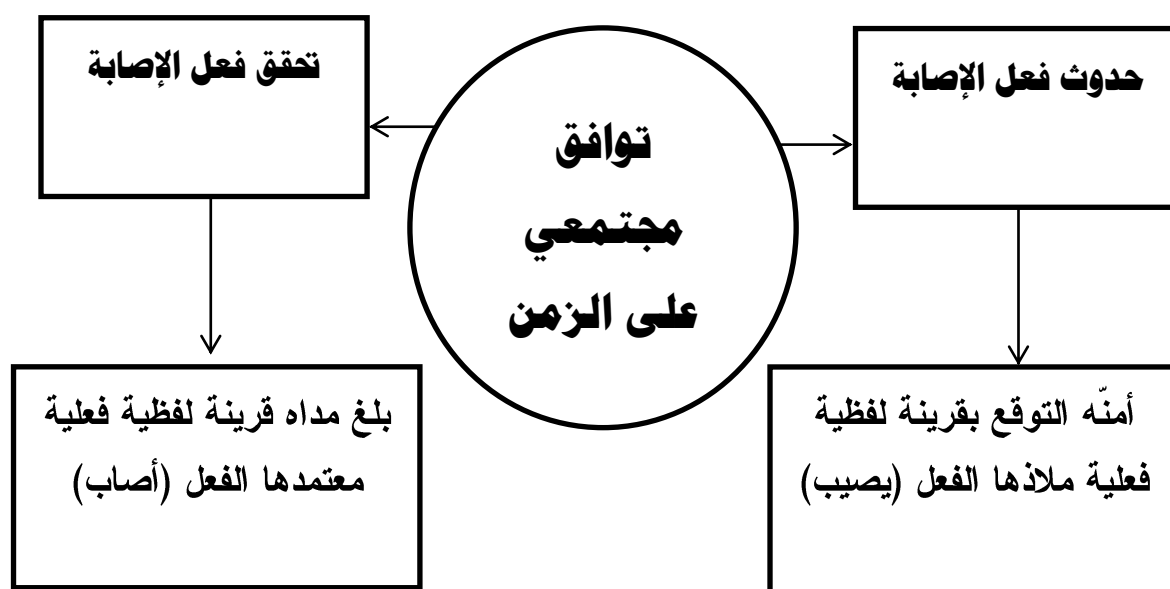 حدوث فعل الإصابة
توافق
مجتمعي
على الزمن
تحقق فعل الإصابة
أمنّه التوقع بقرينة لفظية
فعلية ملاذها الفعل (يصيب)
بلغ مداه قرينة لفظية فعلية
معتمدها الفعل (أصاب)